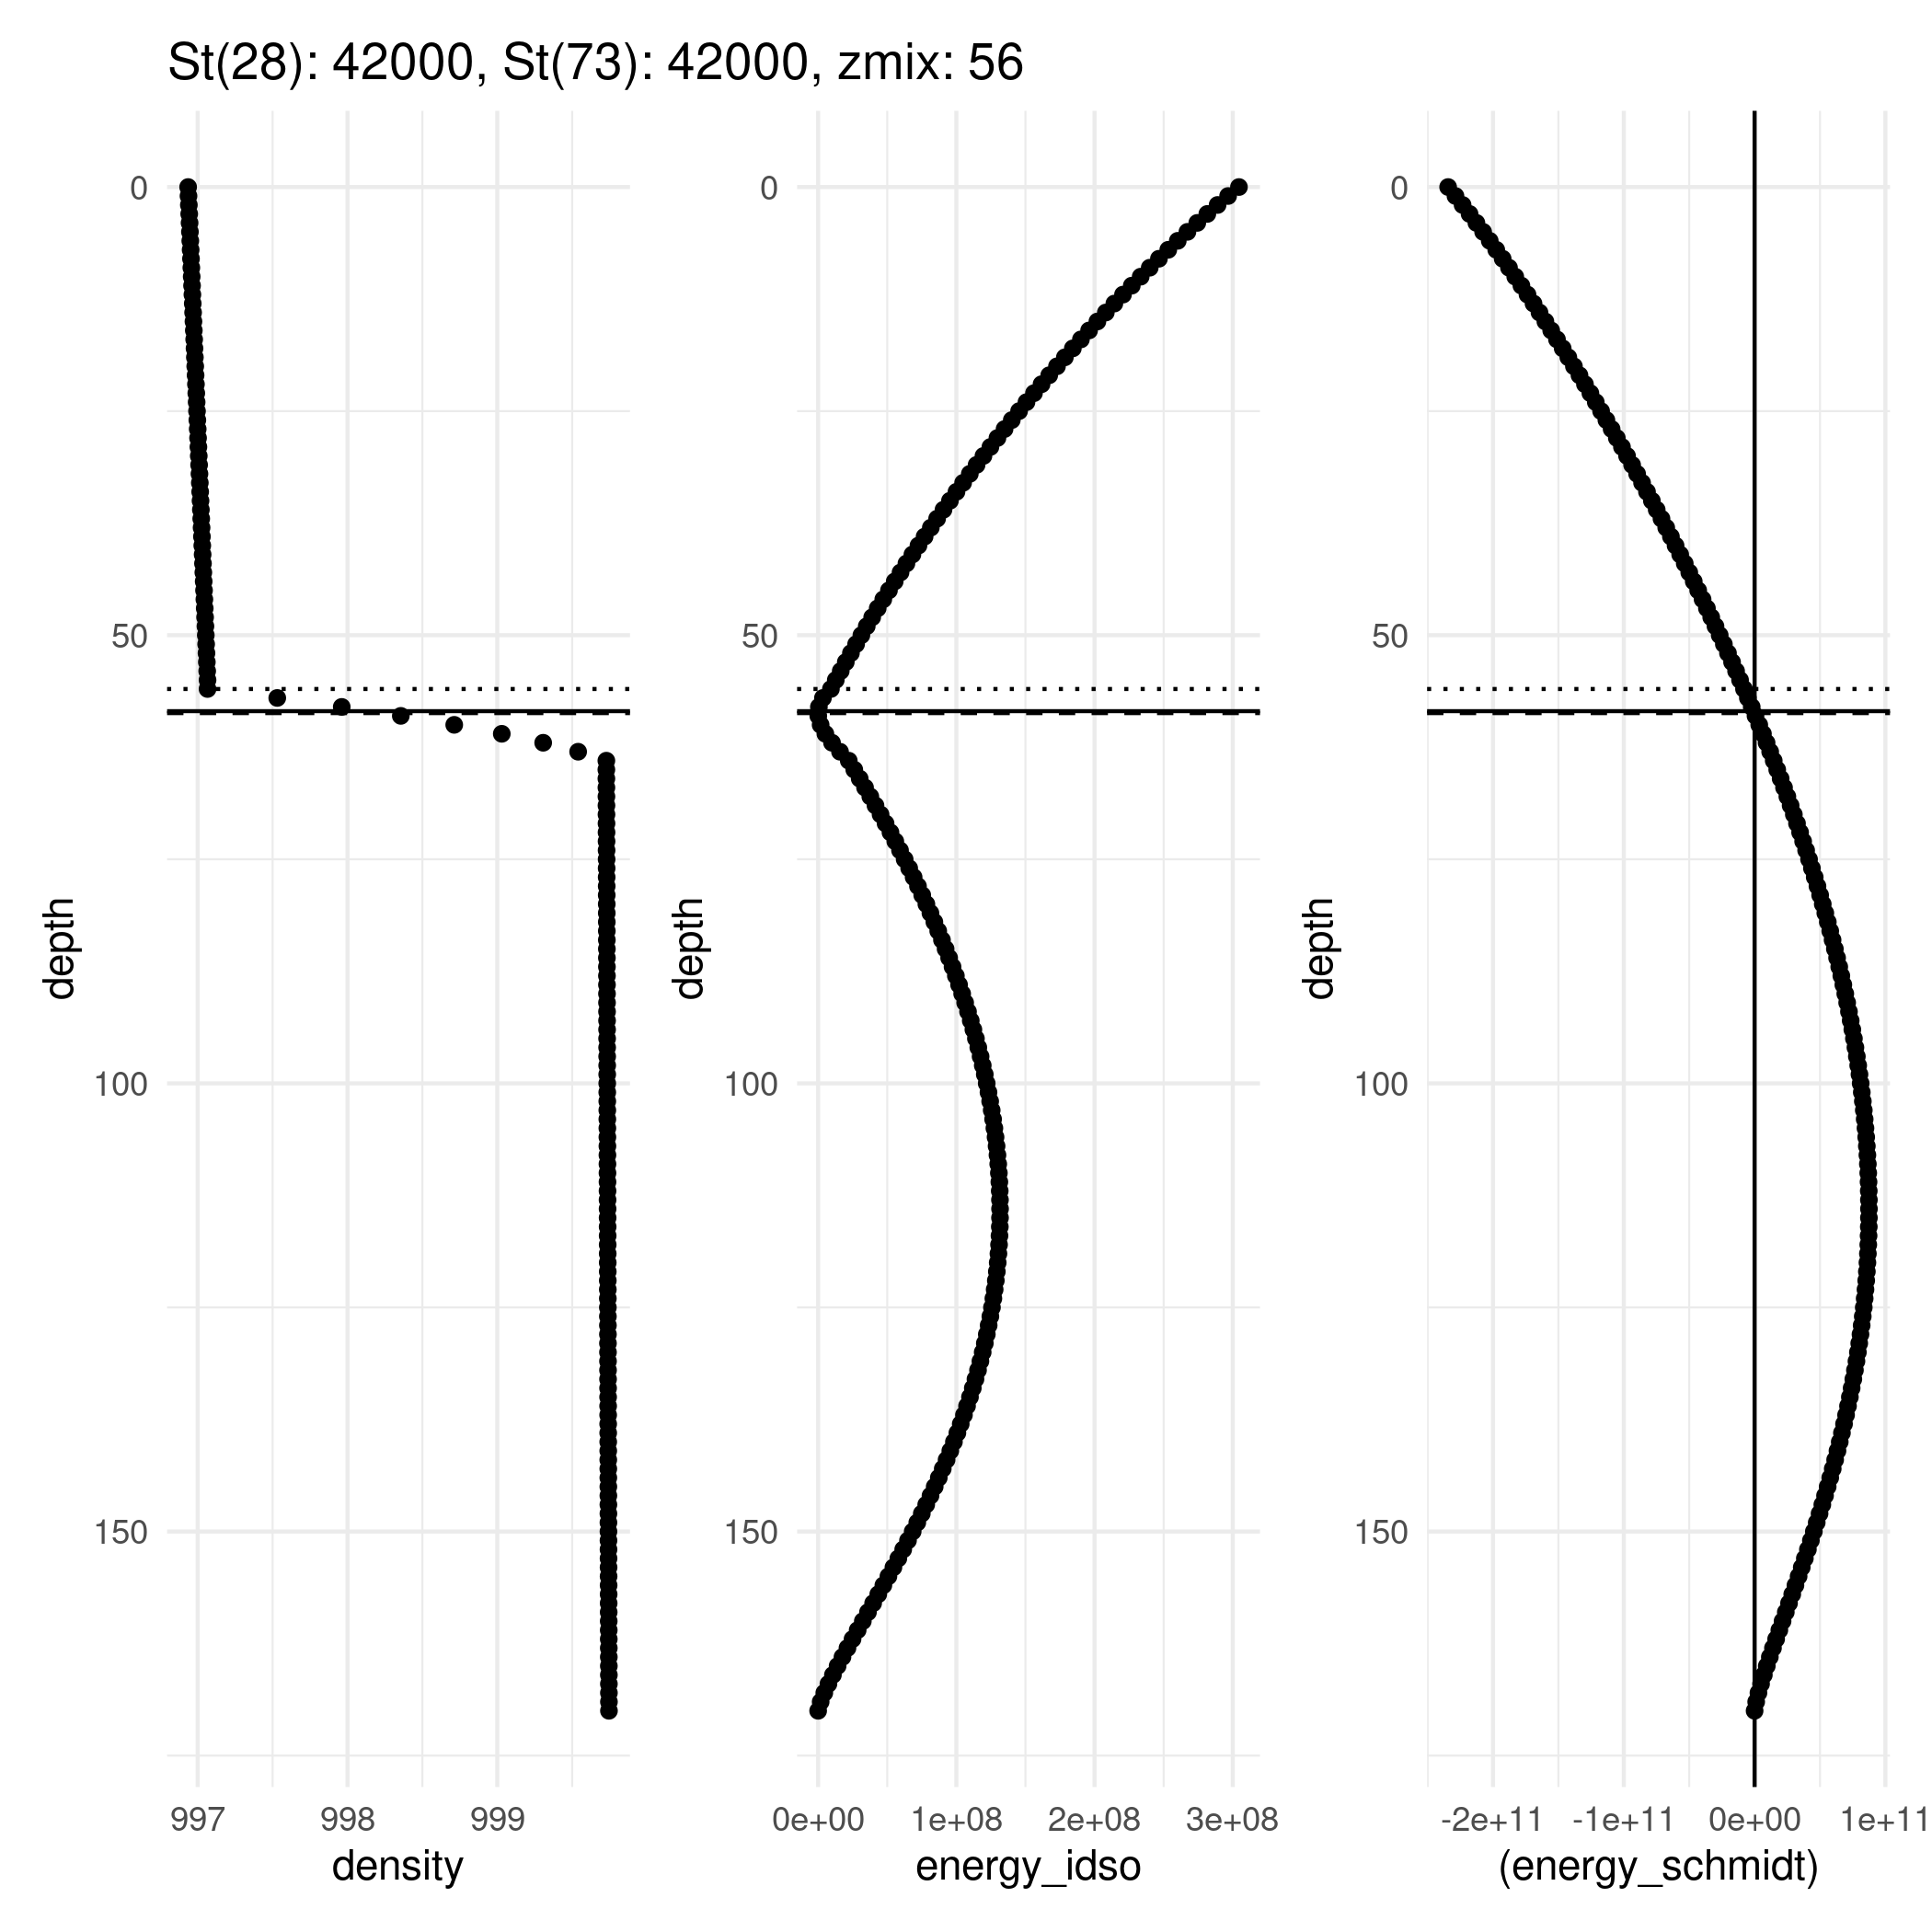 St(28): 42000, St(73): 42000, zmix: 56
0
50
100
150
depth
997
998
999
density
0
50
100
150
depth
0e+00
1e+08
2e+08
3e+08
energy_idso
0
50
100
150
depth
-2e+11
-1e+11
0e+00
1e+11
(energy_schmidt)